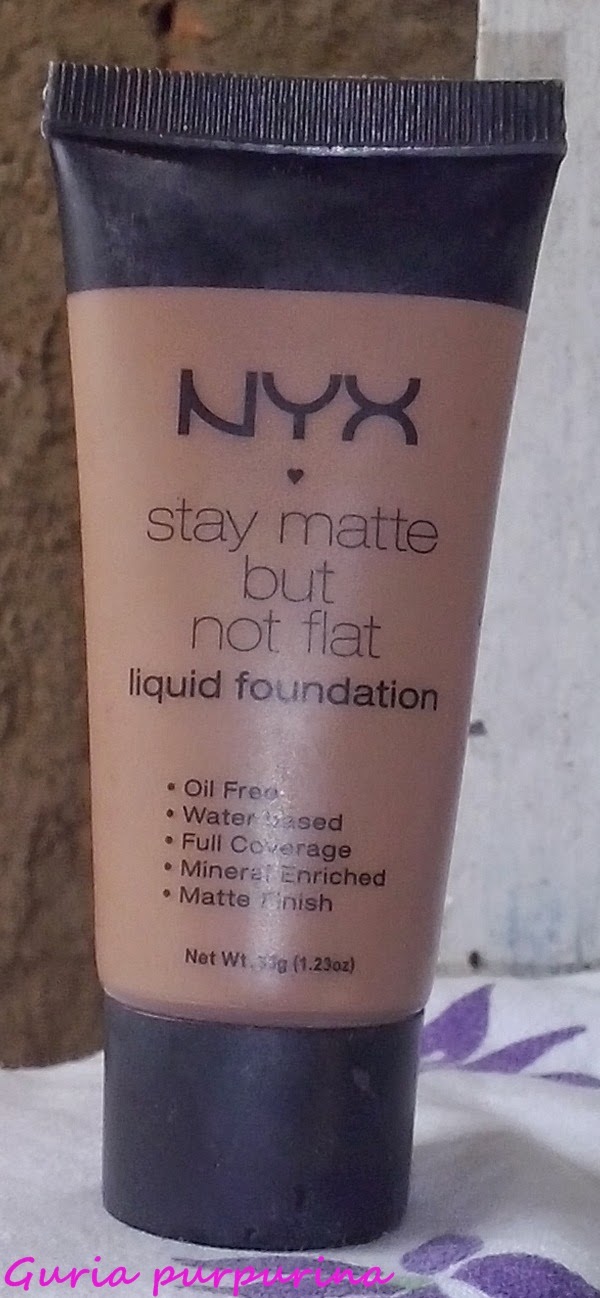 NYX
stay matte
but
not flat
liquid foundation
• Oil Free
• Water based
• Full Coverage
• Mineral Enriched
• Matte Finish
Net Wt. (1.23oz)
Guria purpurina